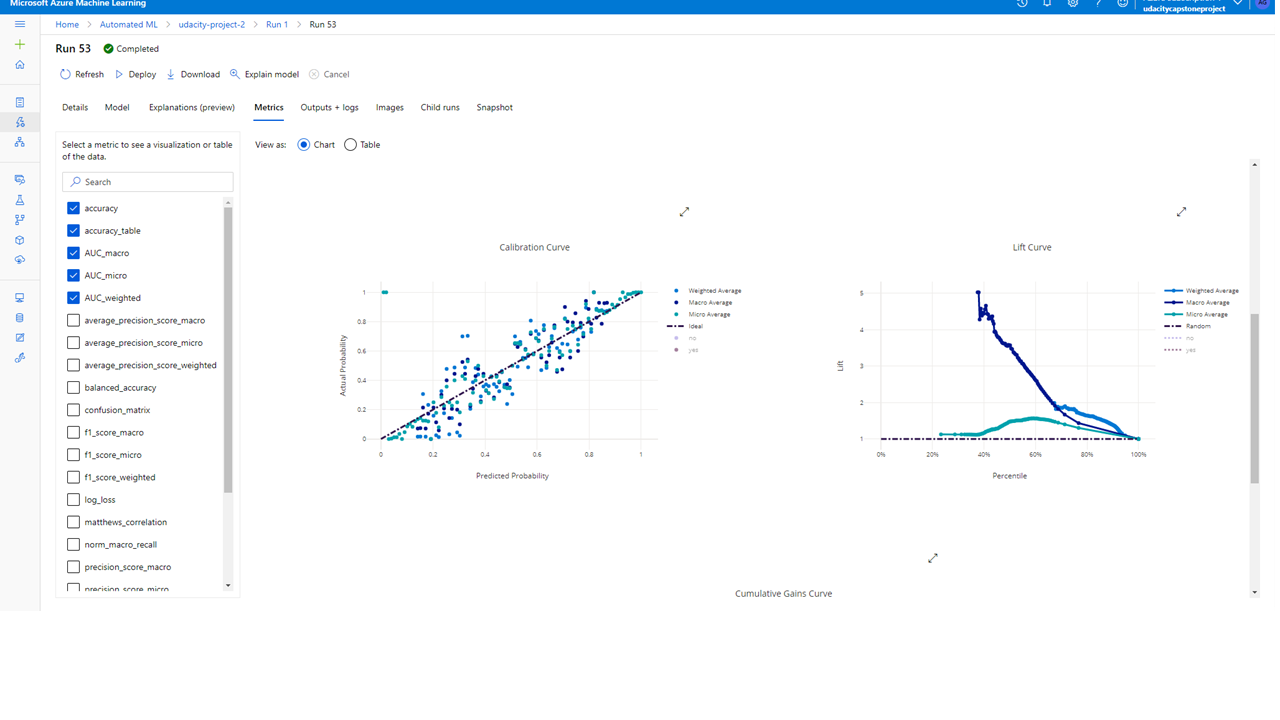 Microsoft Azure Machine Learning
udacitycapstoneproject
AG
Home > Automated ML > udacity-project-2 > Run 1 > Run 53
Run 53 Completed
Refresh Deploy Download Explain model Cancel
Details Model Explanations (preview) Metrics Outputs + logs Images Child runs Snapshot
Select a metric to see a visualization or table
of the data.
Search
accuracy
accuracy_table
AUC_macro
AUC_micro
AUC_weighted
average_precision_score_macro
average_precision_score_micro
average_precision_score_weighted
balanced_accuracy
confusion_matrix
f1_score_macro
f1_score_micro
f1_score_weighted
log_loss
matthews_correlation
norm_macro_recall
precision_score_macro
precision_score_micro
View as: Chart Table
Calibration Curve
Actual Probability
1
0.8
0.6
0.4
0.2
0
0 0.2 0.4 0.6 0.8 1
Predicted Probability
Weighted Average
Macro Average
Micro Average
Ideal
no
yes
Lift Curve
Lift
5
4
3
2
1
0% 20% 40% 60% 80% 100%
Percentile
Weighted Average
Macro Average
Micro Average
Random
no
yes
Cumulative Gains Curve